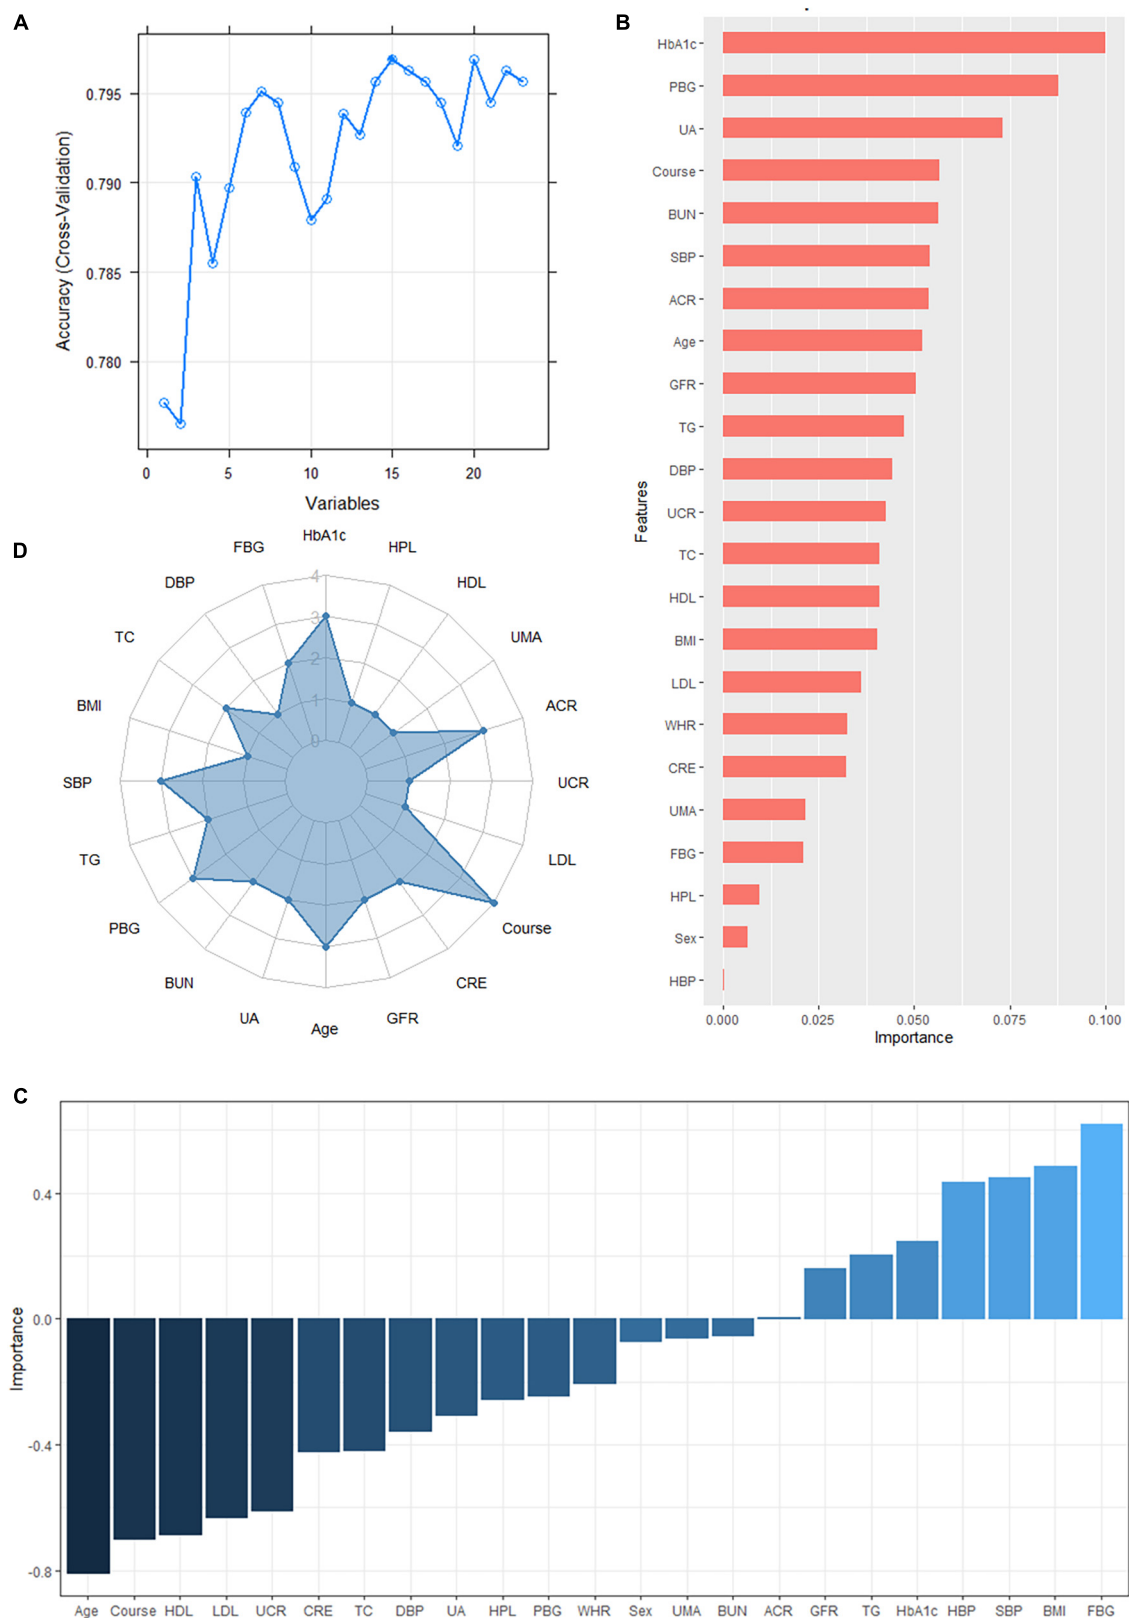 A
Accuracy (Cross-Validation)
0.795
0.790
0.785
0.780
0
5
10
15
20
Variables
B
Features
HbA1c
PBG
UA
Course
BUN
SBP
ACR
Age
GFR
TG
DBP
UCR
TC
HDL
BMI
LDL
WHR
CRE
UMA
FBG
HPL
Sex
HBP
0.000
0.025
0.050
0.075
0.100
Importance
D
HbA1c
HPL
HDL
UMA
ACR
UCR
LDL
Course
CRE
GFR
Age
UA
BUN
PBG
TG
SBP
BMI
TC
DBP
FBG
4
3
2
1
0
C
Importance
0.4
0.0
-0.4
-0.8
Age Course HDL LDL UCR CRE TC DBP UA HPL PBG WHR Sex UMA BUN ACR GFR TG HbA1c HBP SBP BMI FBG